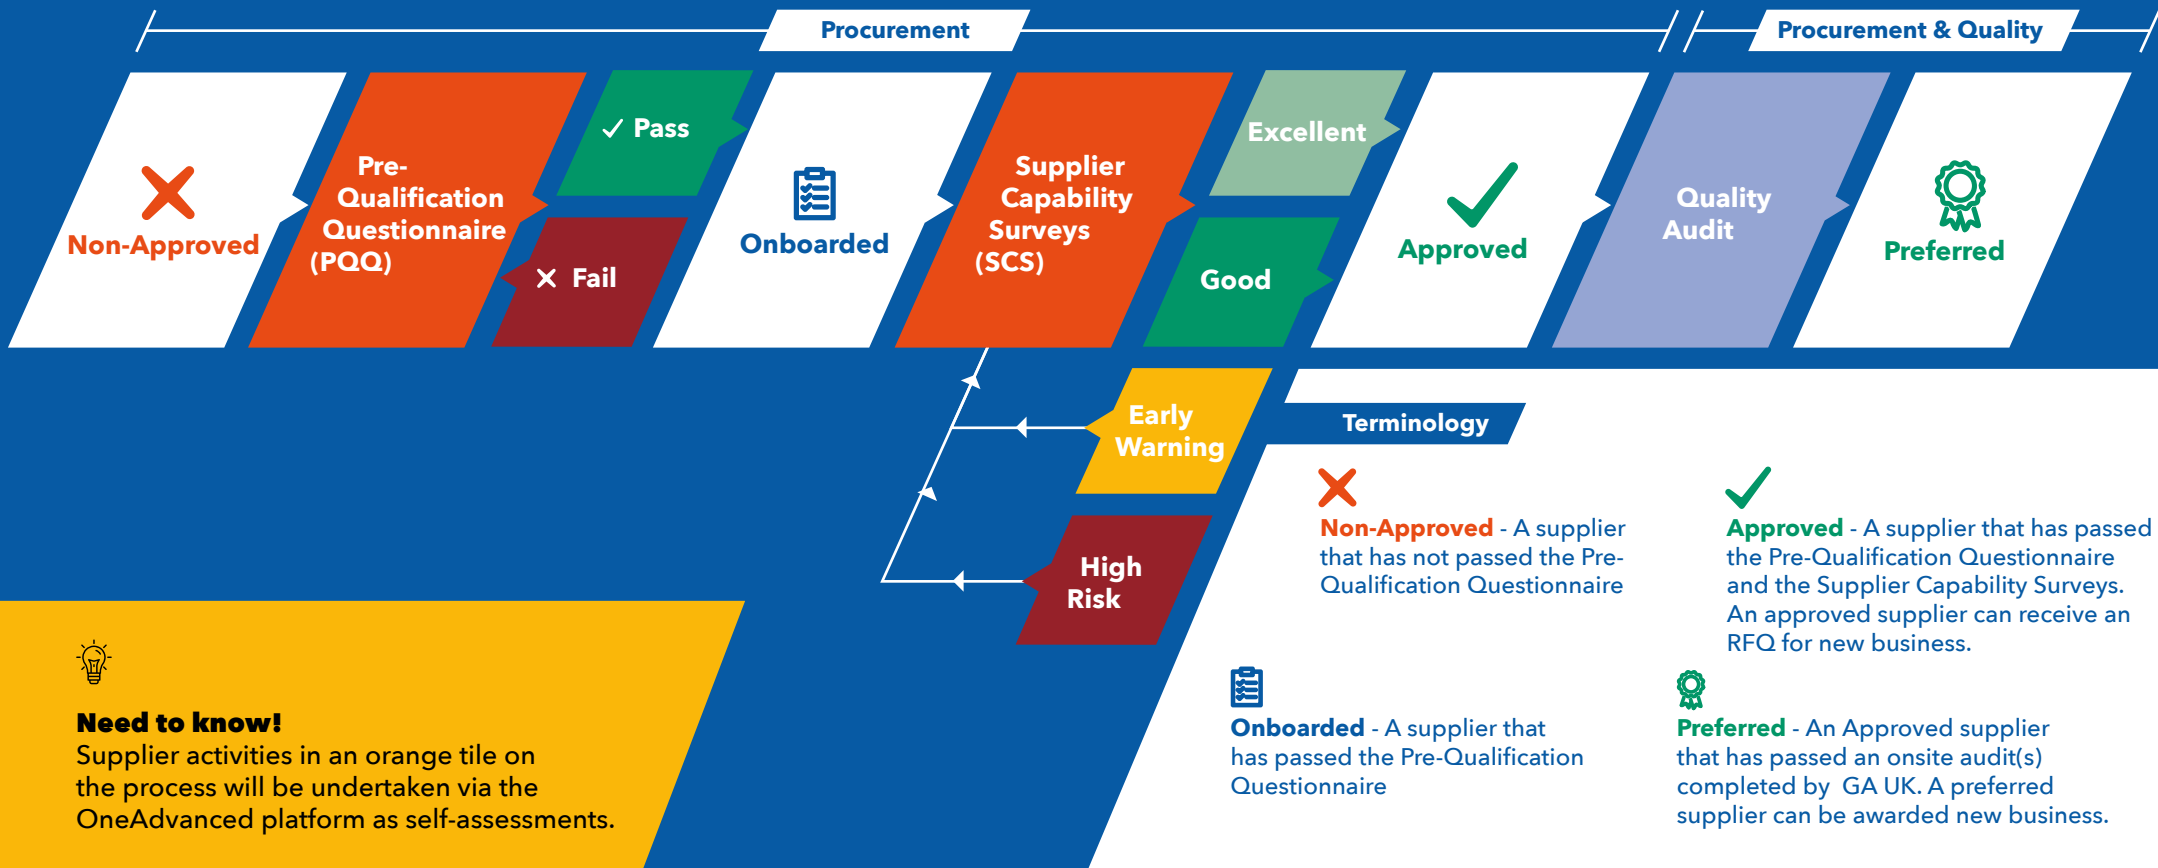 Procurement
Procurement & Quality
Non-Approved
Pre-
Qualification
Questionnaire
(PQQ)
Pass
Fail
Onboarded
Supplier
Capability
Surveys
(SCS)
Excellent
Good
Early
Warning
High
Risk
Approved
Quality
Audit
Preferred
Terminology
Non-Approved - A supplier
that has not passed the Pre-
Qualification Questionnaire
Approved - A supplier that has passed
the Pre-Qualification Questionnaire
and the Supplier Capability Surveys.
An approved supplier can receive an
RFQ for new business.
Onboarded - A supplier that
has passed the Pre-Qualification
Questionnaire
Preferred - An Approved supplier
that has passed an onsite audit(s)
completed by GA UK. A preferred
supplier can be awarded new business.
Need to know!
Supplier activities in an orange tile on
the process will be undertaken via the
OneAdvanced platform as self-assessments.